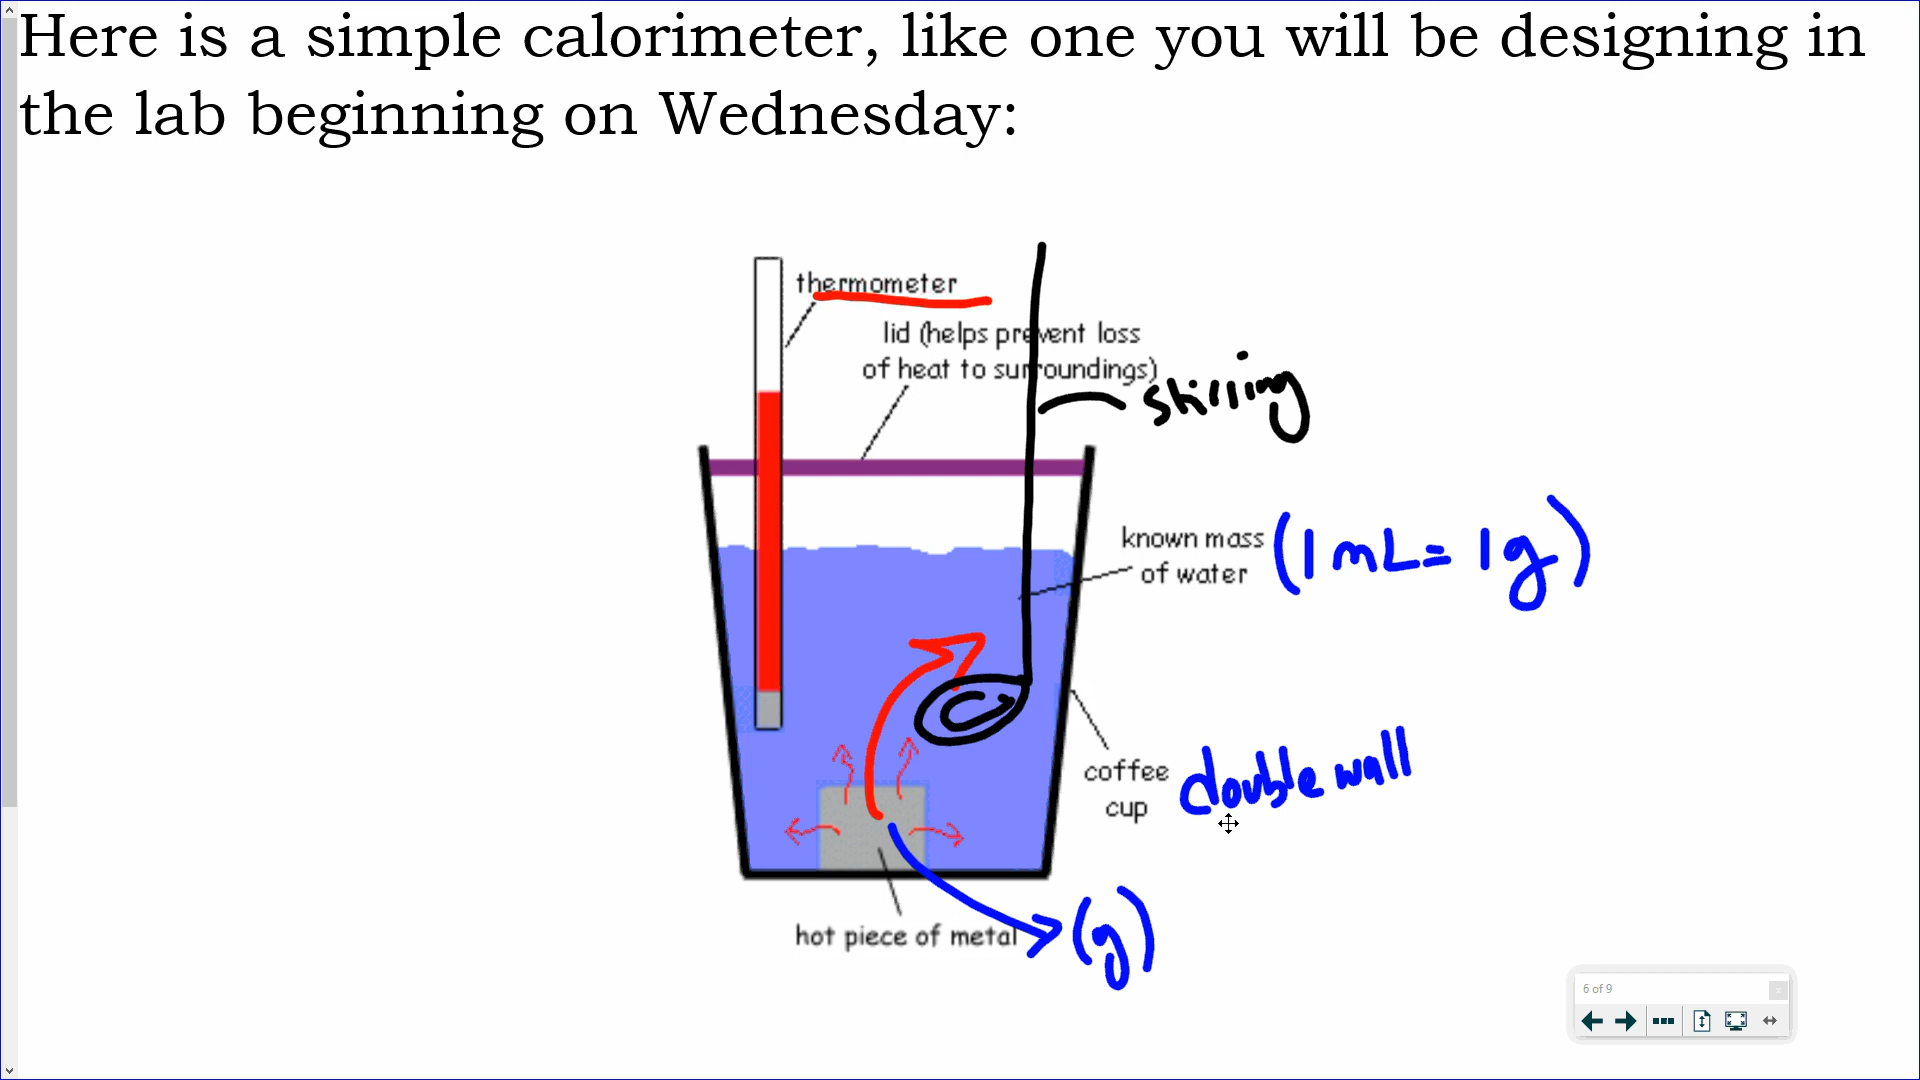 Here is a simple calorimeter, like one you will be designing in
the lab beginning on Wednesday:
thermometer
lid (helps prevent loss
of heat to surroundings)
stirring
known mass
of water
(1 mL = 1g)
coffee
cup
double wall
hot piece of metal
(g)
6 of 9